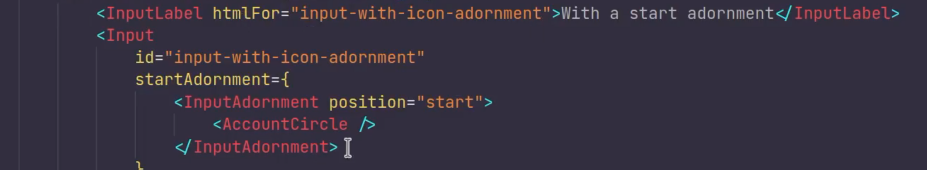 <InputLabel htmlFor="input-with-icon-adornment">With a start adornment</InputLabel>
<Input
id="input-with-icon-adornment"
startAdornment={
<InputAdornment position="start">
<AccountCircle />
</InputAdornment>
}